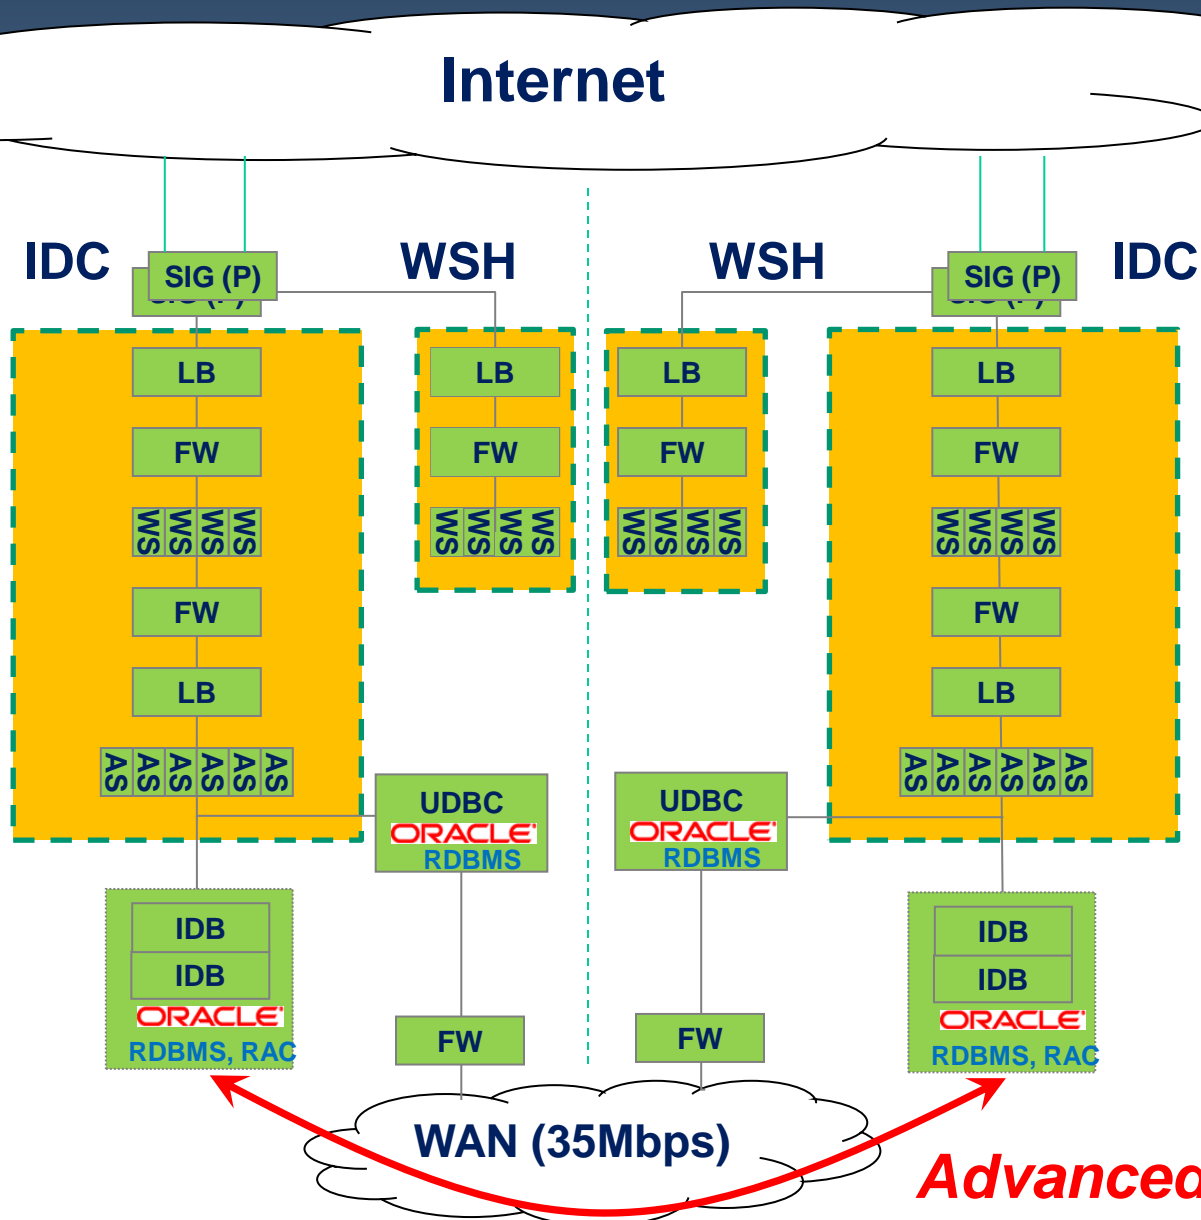 Internet
IDC
WSH
WSH
IDC
SIG (P)
SIG (P)
SIG (P)
SIG (P)
LB
LB
LB
LB
FW
FW
FW
FW
WS WS WS WS
WS WS WS WS
WS WS WS WS
WS WS WS WS
FW
FW
LB
LB
AS AS AS AS AS AS
AS AS AS AS AS AS
UDBC
ORACLE
RDBMS
UDBC
ORACLE
RDBMS
IDB
IDB
ORACLE
RDBMS, RAC
IDB
IDB
ORACLE
RDBMS, RAC
FW
FW
WAN (35Mbps)
Advanced